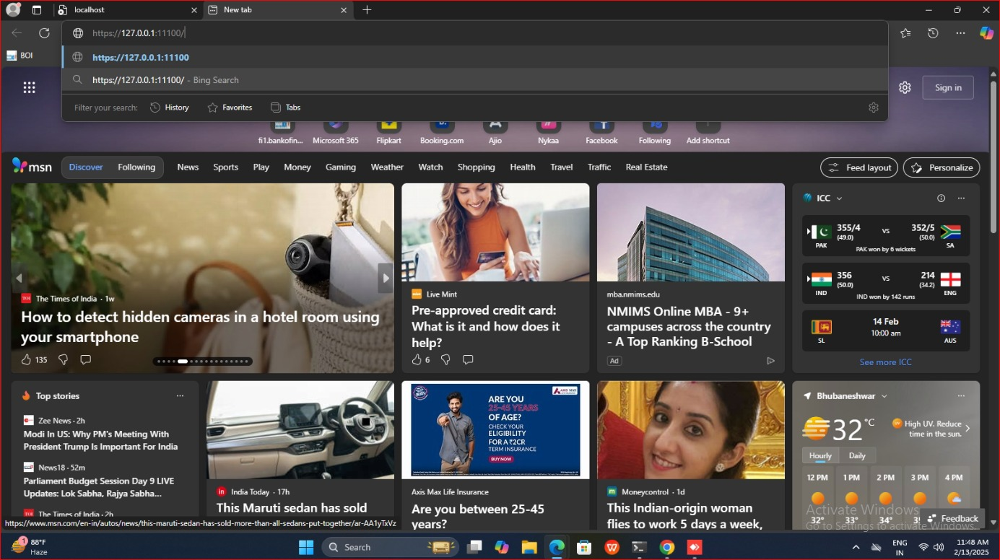 localhost
New tab
https://127.0.0.1:11100/
https://127.0.0.1:11100
https://127.0.0.1:11100/ - Bing Search
Filter your search:
History
Favorites
Tabs
BOI
Sign in
fi1.bankofin...
Microsoft 365
Flipkart
Booking.com
Ajio
Nykaa
Facebook
Following
Add shortcut
msn
Discover
Following
News
Sports
Play
Money
Gaming
Weather
Watch
Shopping
Health
Travel
Traffic
Real Estate
Feed layout
Personalize
TOI
The Times of India · 1w
How to detect hidden cameras in a hotel room using
your smartphone
135
Live Mint
Pre-approved credit card:
What is it and how does it
help?
6
mba.nmims.edu
NMIMS Online MBA - 9+
campuses across the country
- A Top Ranking B-School
Ad
ICC
355/4
(49.0)
PAK
vs
352/5
(50.0)
SA
PAK won by 6 wickets
356
(50.0)
IND
vs
214
(34.2)
ENG
IND won by 142 runs
SL
14 Feb
10:00 am
AUS
See more ICC
Top stories
Zee News · 2h
Modi In US: Why PM's Meeting With
President Trump Is Important For India
News18 · 52m
Parliament Budget Session Day 9 LIVE
Updates: Lok Sabha, Rajya Sabha...
The Times of India · 2h
India Today · 17h
This Maruti sedan has sold
AXIS MAX
ARE YOU
25-45 YEARS
OF AGE?
CHECK YOUR
ELIGIBILITY
FOR A ₹2CR
TERM INSURANCE
BUY NOW
Axis Max Life Insurance
Are you between 25-45
years?
Moneycontrol · 1d
This Indian-origin woman
flies to work 5 days a week,
Bhubaneshwar
32°C
High UV. Reduce
time in the sun.
Hourly
Daily
12 PM
1 PM
2 PM
3 PM
4 PM
32°
33°
34°
32°
Activate Windows
Go to Settings to activate Windows.
Feedback
https://www.msn.com/en-in/autos/news/this-maruti-sedan-has-sold-more-than-all-sedans-put-together/ar-AA1yTxVz
1
88°F
Haze
Search
ENG
IN
11:48 AM
2/13/2025